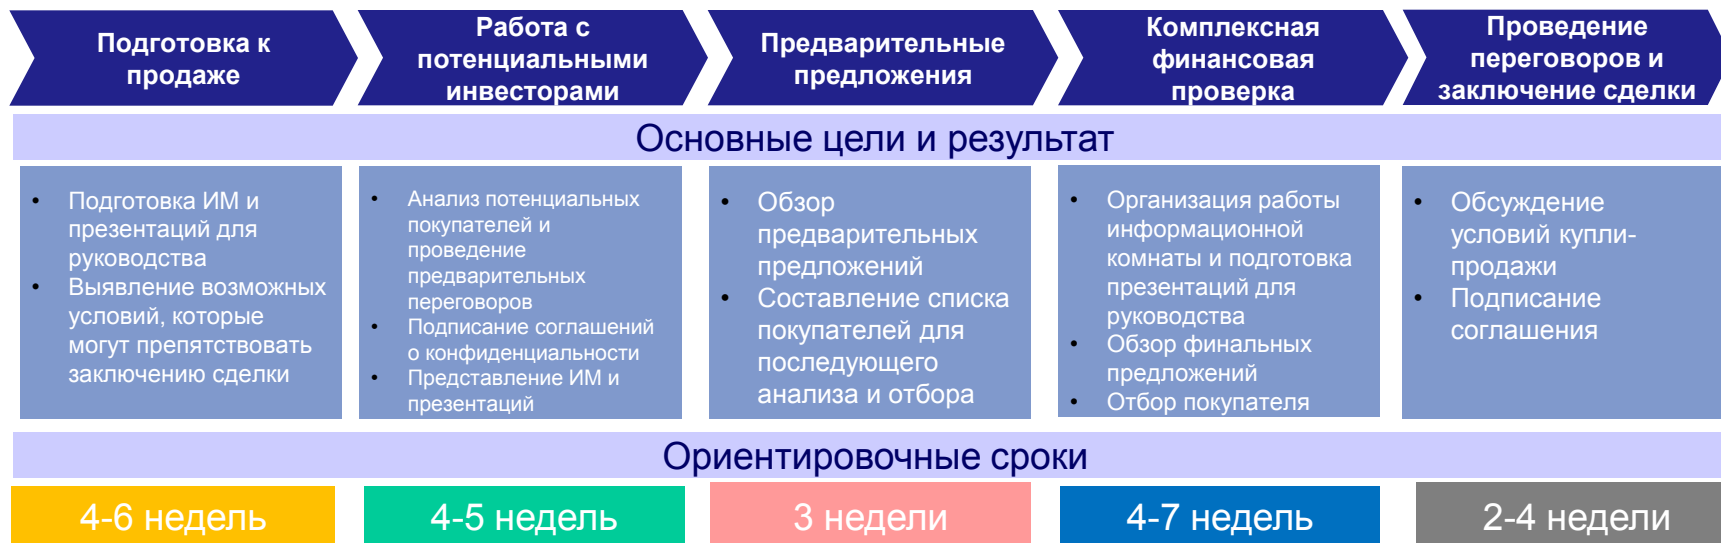 Подготовка к
продаже
Работа с
потенциальными
инвесторами
Предварительные
предложения
Комплексная
финансовая
проверка
Проведение
переговоров и
заключение сделки
Основные цели и результат
• Подготовка ИМ и
презентаций для
руководства
• Выявление возможных
условий, которые
могут препятствовать
заключению сделки
• Анализ потенциальных
покупателей и
проведение
предварительных
переговоров
• Подписание соглашений
о конфиденциальности
• Представление ИМ и
презентаций
• Обзор
предварительных
предложений
• Составление списка
покупателей для
последующего
анализа и отбора
• Организация работы
информационной
комнаты и подготовка
презентаций для
руководства
• Обзор финальных
предложений
• Отбор покупателя
• Обсуждение
условий купли-
продажи
• Подписание
соглашения
Ориентировочные сроки
4-6 недель
4-5 недель
3 недели
4-7 недель
2-4 недели